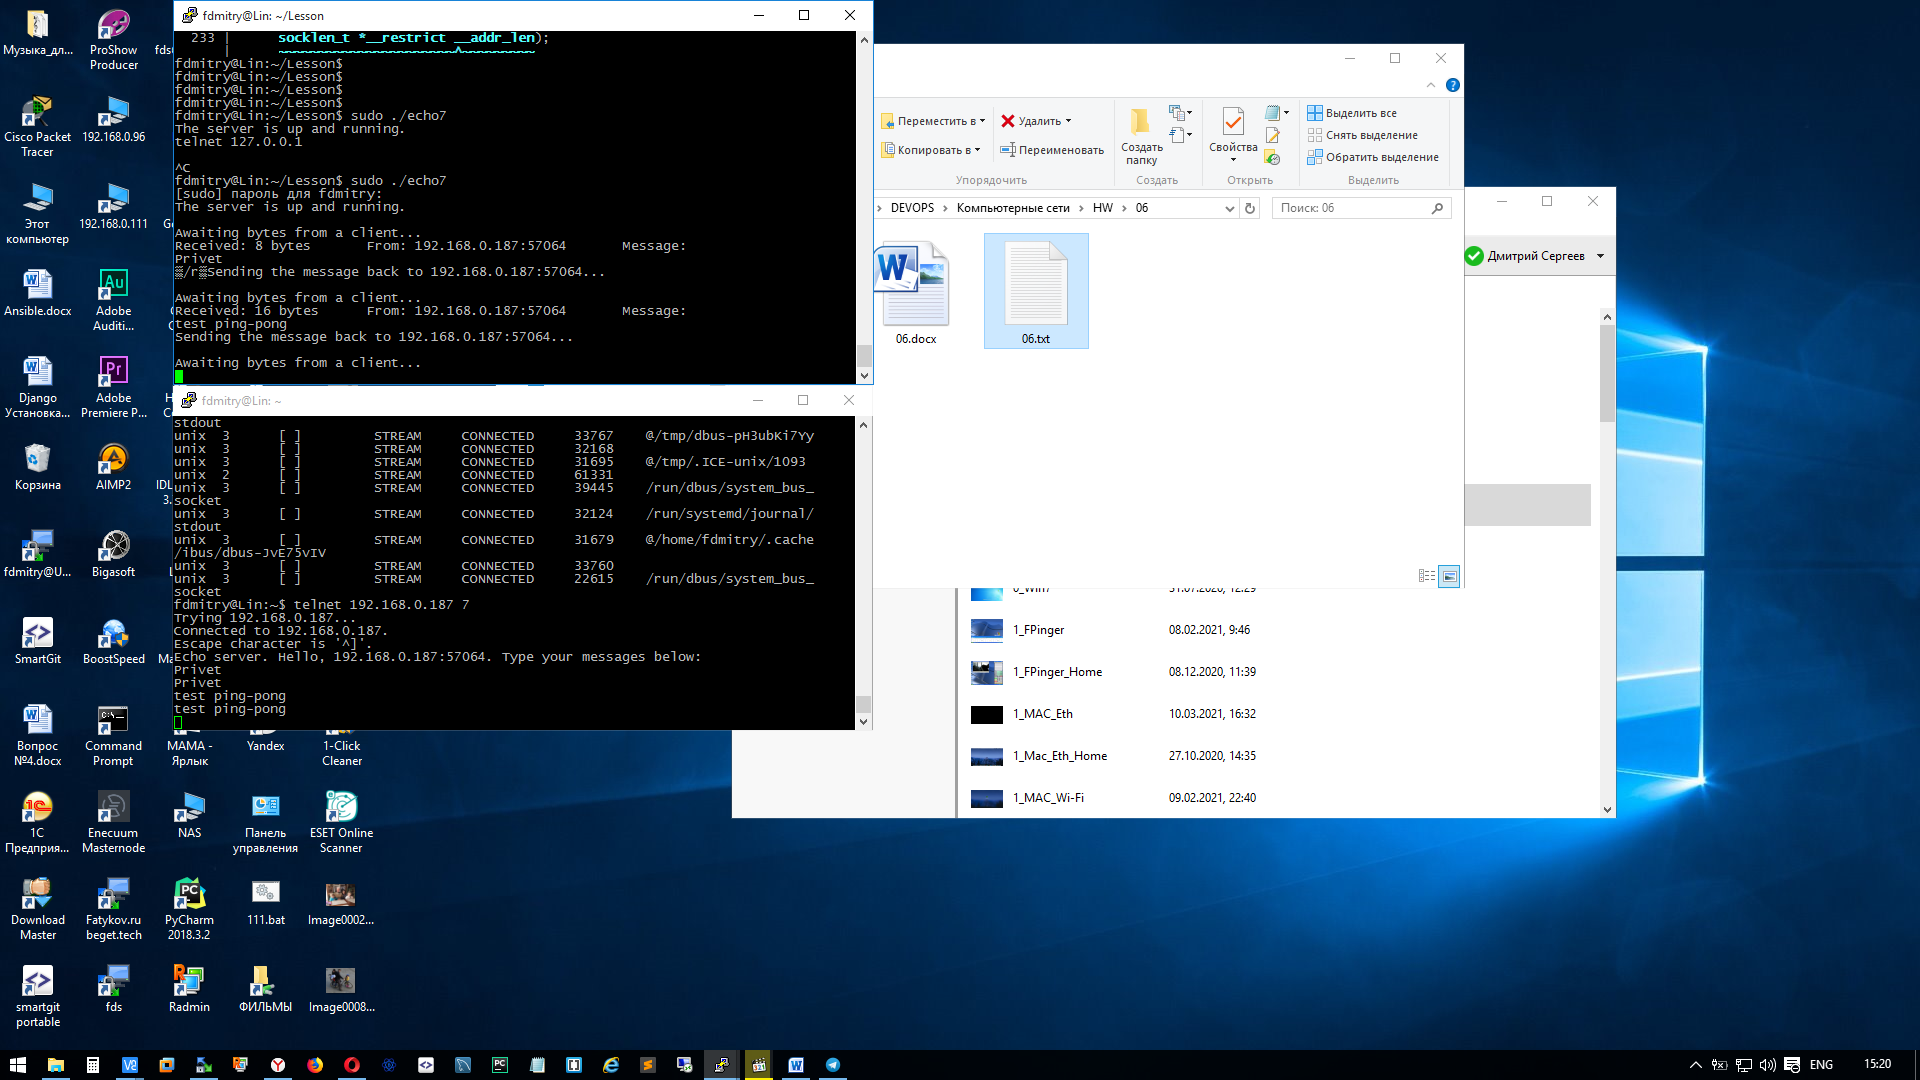 fdmitry@Lin: ~/Lesson
233 |      socklen_t *__restrict __addr_len);
|      ~~~~~~~~~~~~~~~~~~~~~~^~~~~~~~~~
fdmitry@Lin:~/Lesson$
fdmitry@Lin:~/Lesson$
fdmitry@Lin:~/Lesson$
fdmitry@Lin:~/Lesson$
fdmitry@Lin:~/Lesson$ sudo ./echo7
The server is up and running.
telnet 127.0.0.1
^C
fdmitry@Lin:~/Lesson$ sudo ./echo7
[sudo] пароль для fdmitry:
The server is up and running.
Awaiting bytes from a client...
Received: 8 bytes       From: 192.168.0.187:57064       Message:
Privet
▒/r▒Sending the message back to 192.168.0.187:57064...
Awaiting bytes from a client...
Received: 16 bytes      From: 192.168.0.187:57064       Message:
test ping-pong
Sending the message back to 192.168.0.187:57064...
Awaiting bytes from a client...
fdmitry@Lin: ~
stdout
unix  3      [ ]         STREAM     CONNECTED     33767    @/tmp/dbus-pH3ubKi7Yy
unix  3      [ ]         STREAM     CONNECTED     32168
unix  3      [ ]         STREAM     CONNECTED     31695    @/tmp/.ICE-unix/1093
unix  2      [ ]         STREAM     CONNECTED     61331
unix  3      [ ]         STREAM     CONNECTED     39445    /run/dbus/system_bus_
socket
unix  3      [ ]         STREAM     CONNECTED     32124    /run/systemd/journal/
stdout
unix  3      [ ]         STREAM     CONNECTED     31679    @/home/fdmitry/.cache
/ibus/dbus-JvE75vIV
unix  3      [ ]         STREAM     CONNECTED     33760
unix  3      [ ]         STREAM     CONNECTED     22615    /run/dbus/system_bus_
socket
fdmitry@Lin:~$ telnet 192.168.0.187 7
Trying 192.168.0.187...
Connected to 192.168.0.187.
Escape character is '^]'.
Echo server. Hello, 192.168.0.187:57064. Type your messages below:
Privet
Privet
test ping-pong
test ping-pong
Переместить в
Копировать в
Удалить
Переименовать
Упорядочить
Создать
папку
Создать
Свойства
Открыть
Выделить все
Снять выделение
Обратить выделение
Выделить
DEVOPS > Компьютерные сети > HW > 06
Поиск: 06
06.docx
06.txt
Дмитрий Сергеев
0_Win7 31.07.2020, 12:29
1_FPinger 08.02.2021, 9:46
1_FPinger_Home 08.12.2020, 11:39
1_MAC_Eth 10.03.2021, 16:32
1_Mac_Eth_Home 27.10.2020, 14:35
1_MAC_Wi-Fi 09.02.2021, 22:40
Музыка_дл...
ProShow
Producer
Cisco Packet
Tracer
192.168.0.96
Этот
компьютер
192.168.0.111
Ansible.docx
Adobe
Auditi...
Django
Установка...
Adobe
Premiere P...
Корзина
AIMP2
fdmitry@U...
Bigasoft
SmartGit
BoostSpeed
Вопрос
№4.docx
Command
Prompt
МАМА -
Ярлык
Yandex
1-Click
Cleaner
1С
Предприя...
Enecuum
Masternode
NAS
Панель
управления
ESET Online
Scanner
Download
Master
Fatykov.ru
beget.tech
PyCharm
2018.3.2
111.bat
Image0002...
smartgit
portable
fds
Radmin
ФИЛЬМЫ
Image0008...
ENG
15:20